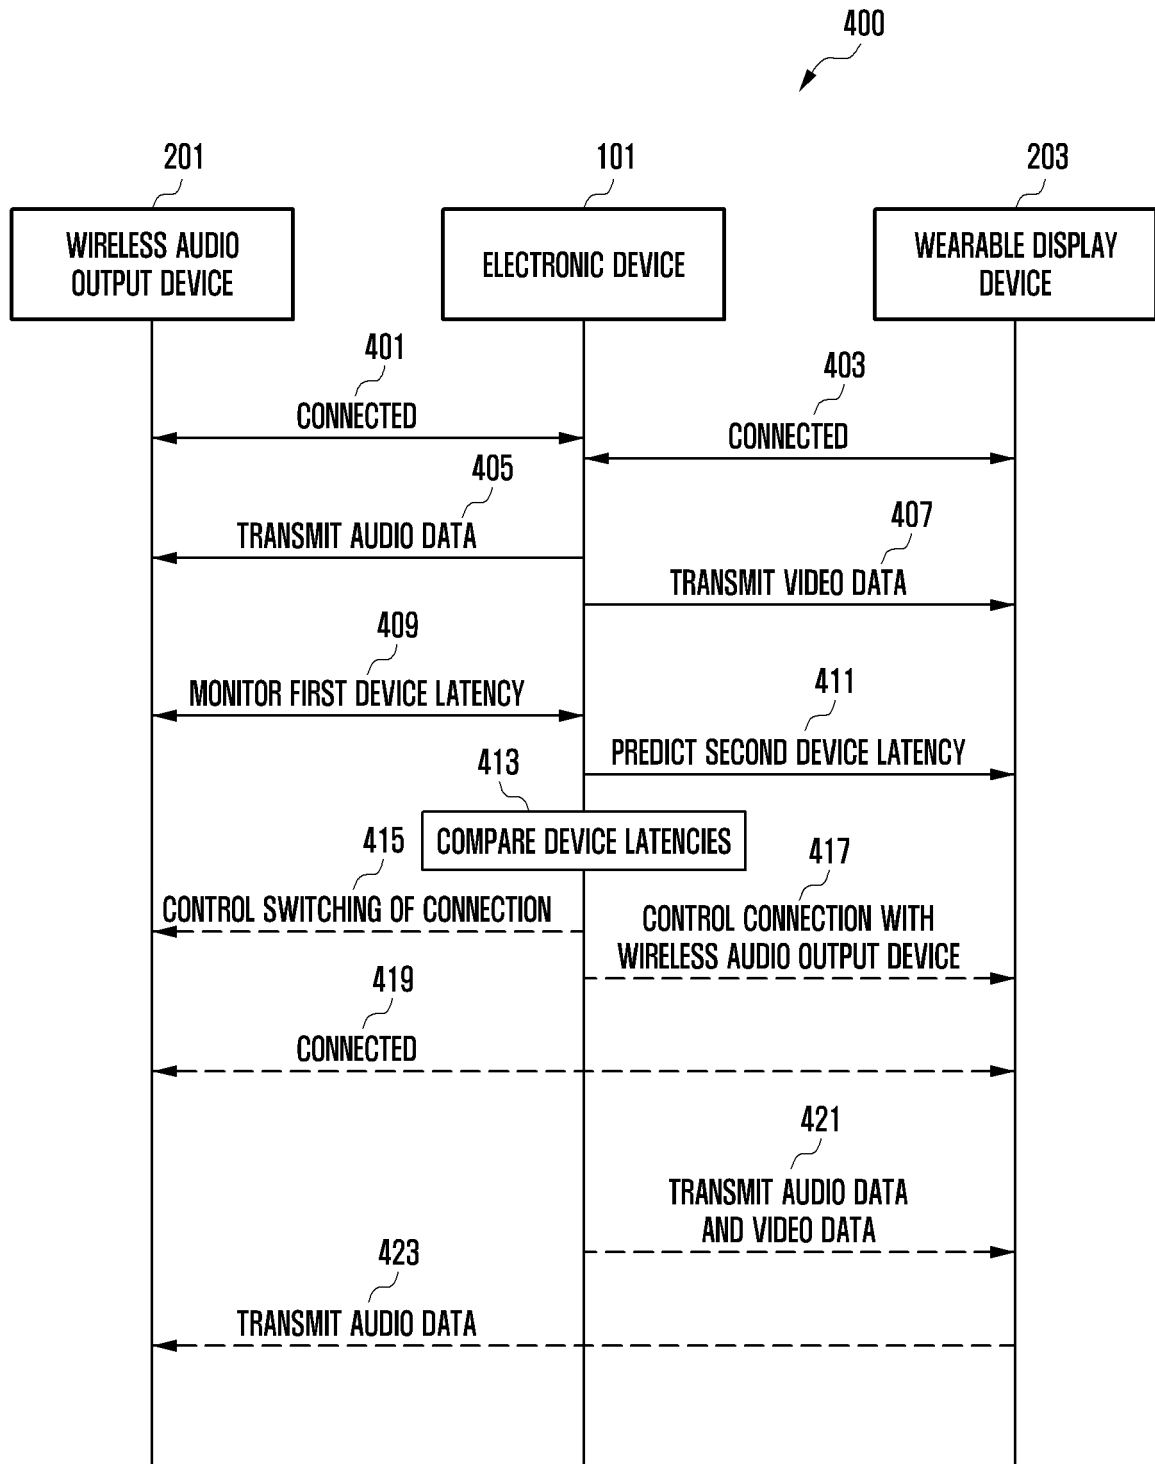 400
201
101
203
WIRELESS AUDIO
OUTPUT DEVICE
ELECTRONIC DEVICE
WEARABLE DISPLAY
DEVICE
401
CONNECTED
403
CONNECTED
405
TRANSMIT AUDIO DATA
407
TRANSMIT VIDEO DATA
409
MONITOR FIRST DEVICE LATENCY
411
PREDICT SECOND DEVICE LATENCY
413
COMPARE DEVICE LATENCIES
415
CONTROL SWITCHING OF CONNECTION
417
CONTROL CONNECTION WITH
WIRELESS AUDIO OUTPUT DEVICE
419
CONNECTED
421
TRANSMIT AUDIO DATA
AND VIDEO DATA
423
TRANSMIT AUDIO DATA